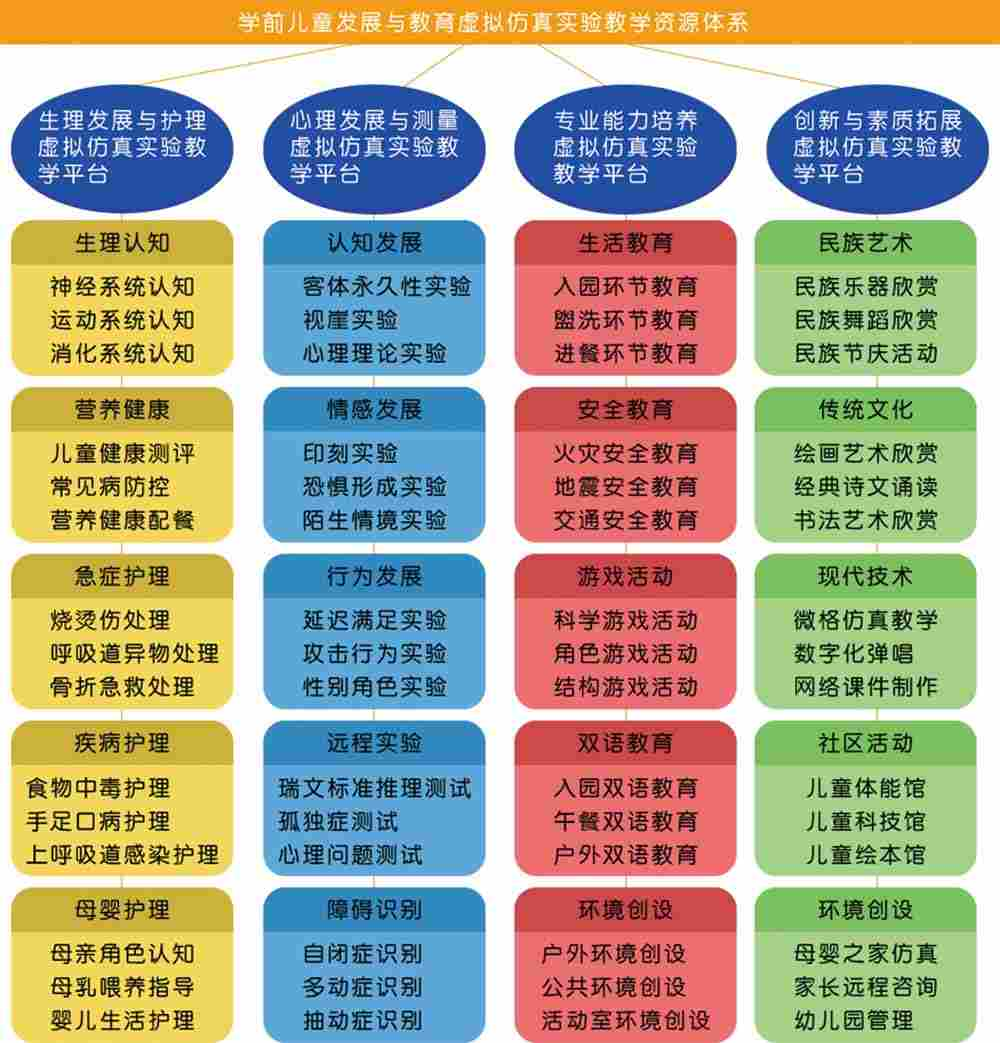 学前儿童发展与教育虚拟仿真实验教学资源体系
生理发展与护理
虚拟仿真实验教
学平台
生理认知
神经系统认知
运动系统认知
消化系统认知
营养健康
儿童健康测评
常见病防控
营养健康配餐
急症护理
烧烫伤处理
呼吸道异物处理
骨折急救处理
疾病护理
食物中毒护理
手足口病护理
上呼吸道感染护理
母婴护理
母亲角色认知
母乳喂养指导
婴儿生活护理
心理发展与测量
虚拟仿真实验教
学平台
认知发展
客体永久性实验
视崖实验
心理理论实验
情感发展
印刻实验
恐惧形成实验
陌生情境实验
行为发展
延迟满足实验
攻击行为实验
性别角色实验
远程实验
瑞文标准推理测试
孤独症测试
心理问题测试
障碍识别
自闭症识别
多动症识别
抽动症识别
专业能力培养
虚拟仿真实验
教学平台
生活教育
入园环节教育
盟洗环节教育
进餐环节教育
安全教育
火灾安全教育
地震安全教育
交通安全教育
游戏活动
科学游戏活动
角色游戏活动
结构游戏活动
双语教育
入园双语教育
午餐双语教育
户外双语教育
环境创设
户外环境创设
公共环境创设
活动室环境创设
创新与素质拓展
虚拟仿真实验教
学平台
民族艺术
民族乐器欣赏
民族舞蹈欣赏
民族节庆活动
传统文化
绘画艺术欣赏
经典诗文诵读
书法艺术欣赏
现代技术
微格仿真教学
数字化弹唱
网络课件制作
社区活动
儿童体能馆
儿童科技馆
儿童绘本馆
环境创设
母婴之家仿真
家长远程咨询
幼儿园管理